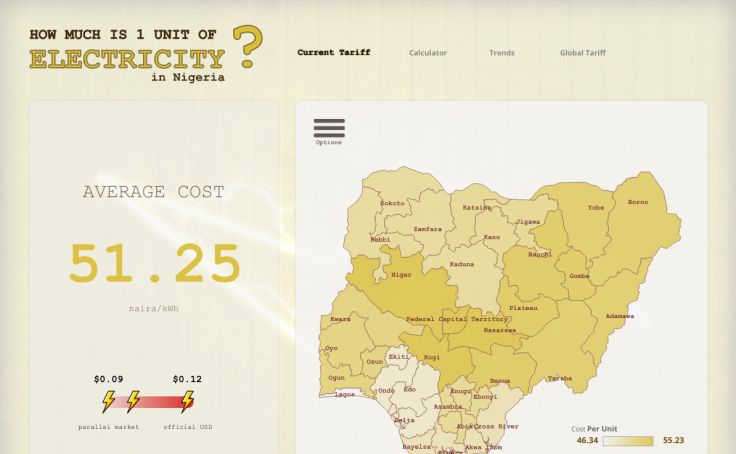 HOW MUCH IS 1 UNIT OF
ELECTRICITY ?
in Nigeria
Current Tariff
Calculator
Trends
Global Tariff
Options
AVERAGE COST
51.25
naira/kWh
$0.09
$0.12
parallel market
official USD
Sokoto
Katsina
Yobe
Borno
Jigawa
Zamfara
Kano
Kebbi
Bauchi
Kaduna
Niger
Gombe
Plateau
Adamawa
Kwara
Federal Capital Territory
Nasarawa
Oyo
Ekiti
Kogi
Osun
Ogun
Benue
Taraba
Lagos
Ondo
Edo
Enugu
Ebonyi
Anambra
Delta
Abia
Cross River
Bayelsa
Akwa Ibom
Cost Per Unit
46.34
55.23